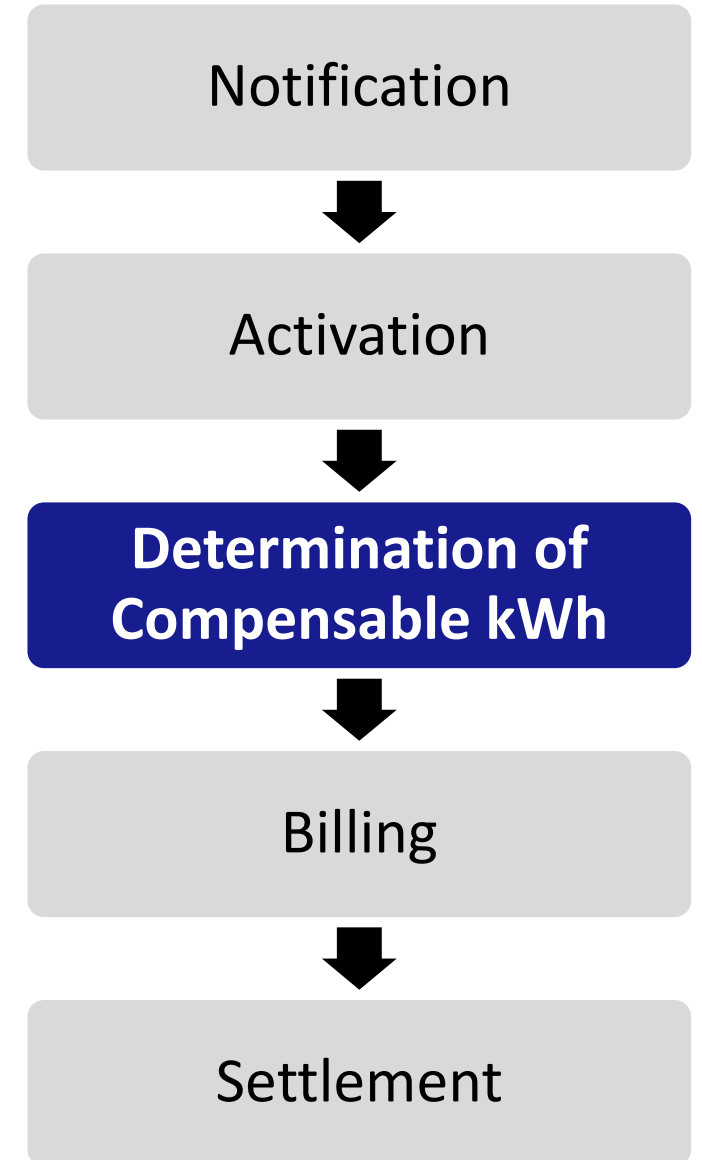 Notification
Activation
Determination of
Compensable kWh
Billing
Settlement